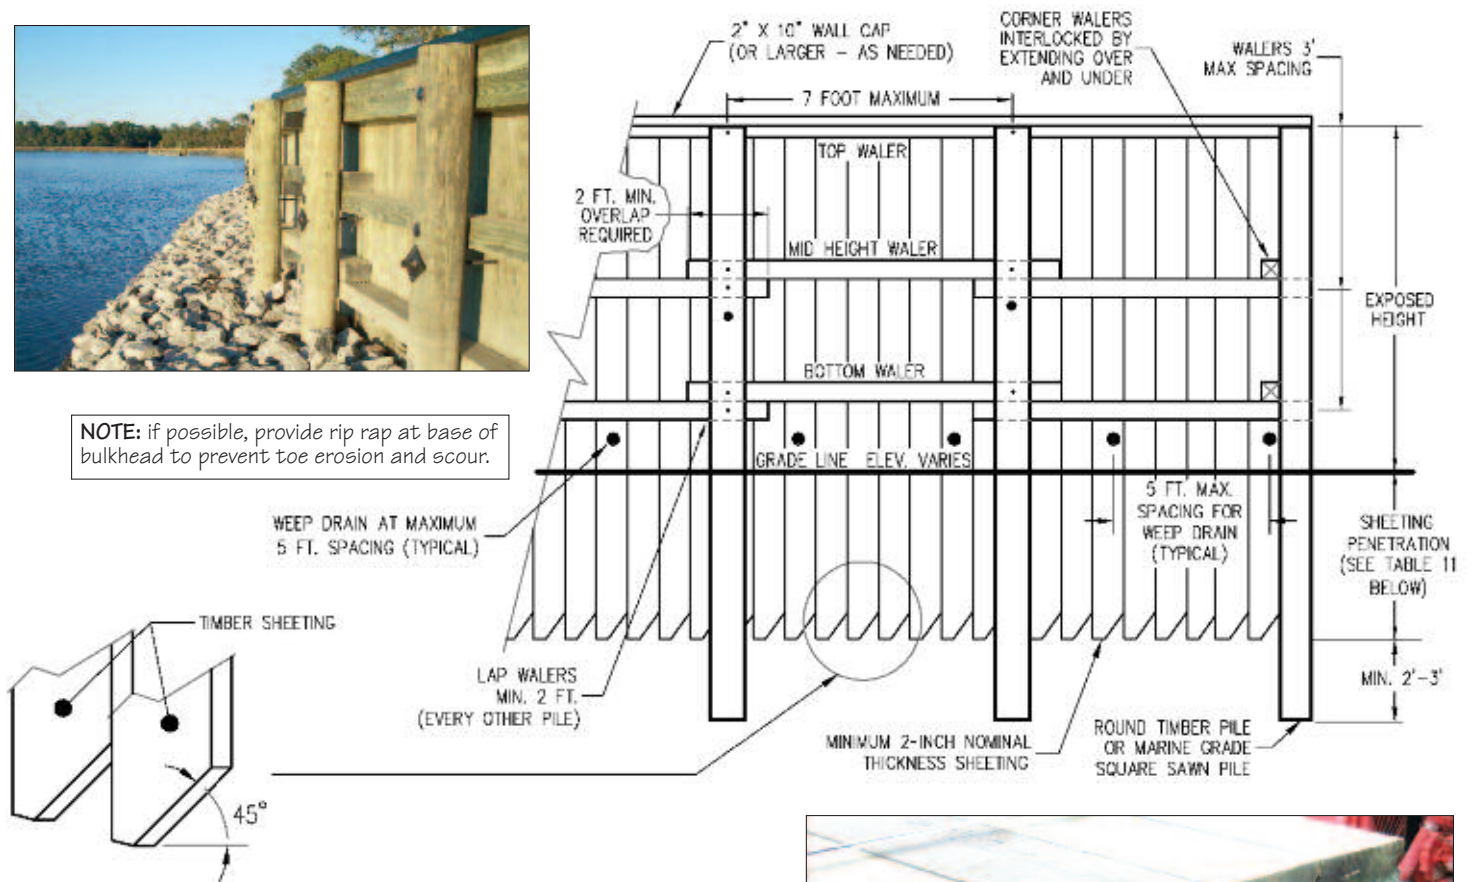 2" X 10" WALL CAP
(OR LARGER – AS NEEDED)
CORNER WALERS
INTERLOCKED BY
EXTENDING OVER
AND UNDER
WALERS 3'
MAX SPACING
7 FOOT MAXIMUM
TOP WALER
2 FT. MIN.
OVERLAP
REQUIRED
MID HEIGHT WALER
EXPOSED
HEIGHT
BOTTOM WALER
NOTE: if possible, provide rip rap at base of
bulkhead to prevent toe erosion and scour.
GRADE LINE ELEV. VARIES
WEEP DRAIN AT MAXIMUM
5 FT. SPACING (TYPICAL)
5 FT. MAX.
SPACING FOR
WEEP DRAIN
(TYPICAL)
SHEETING
PENETRATION
(SEE TABLE 11
BELOW)
TIMBER SHEETING
LAP WALERS
MIN. 2 FT.
(EVERY OTHER PILE)
MIN. 2'-3'
MINIMUM 2-INCH NOMINAL
THICKNESS SHEETING
ROUND TIMBER PILE
OR MARINE GRADE
SQUARE SAWN PILE
45°